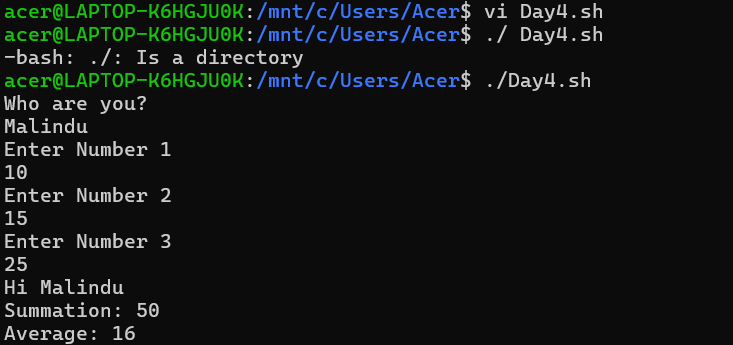 acer@LAPTOP-K6HGJU0K:/mnt/c/Users/Acer$ vi Day4.sh
acer@LAPTOP-K6HGJU0K:/mnt/c/Users/Acer$ ./ Day4.sh
-bash: ./: Is a directory
acer@LAPTOP-K6HGJU0K:/mnt/c/Users/Acer$ ./Day4.sh
Who are you?
Malindu
Enter Number 1
10
Enter Number 2
15
Enter Number 3
25
Hi Malindu
Summation: 50
Average: 16